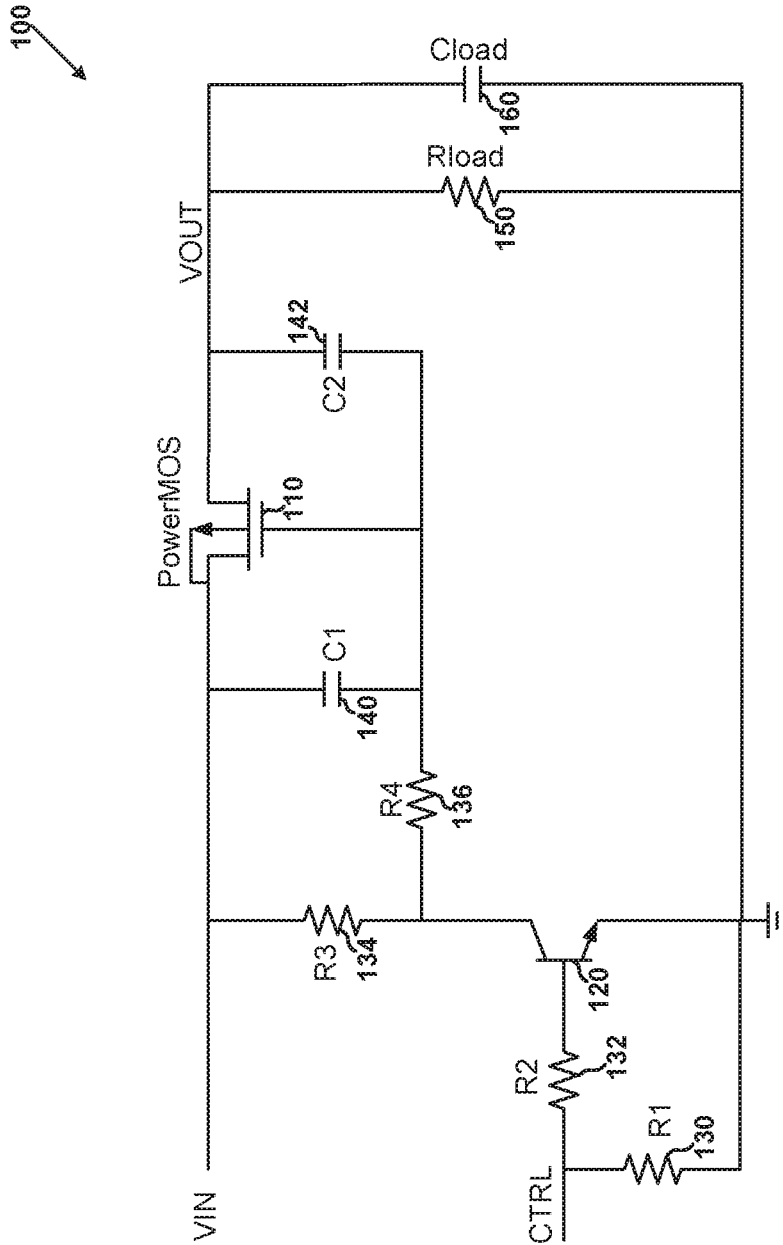 100
PowerMOS
VIN
VOUT
110
C1
140
C2
142
Cload
160
Rload
150
R3
134
R4
136
R2
132
120
CTRL
R1
130